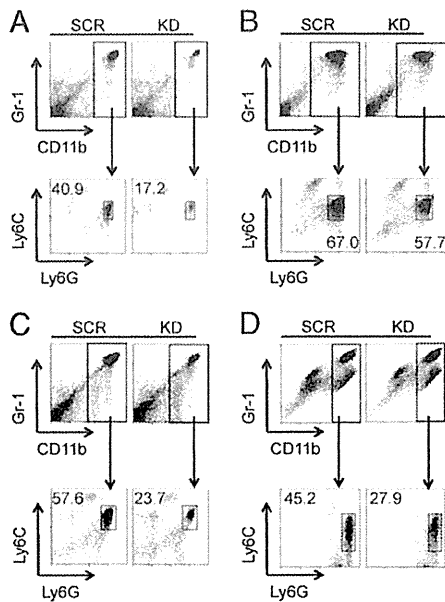 A
SCR KD
Gr-1
CD11b
40.9 17.2
Ly6C
Ly6G
B
SCR KD
Gr-1
CD11b
67.0 57.7
Ly6C
Ly6G
C
SCR KD
Gr-1
CD11b
57.6 23.7
Ly6C
Ly6G
D
SCR KD
Gr-1
CD11b
45.2 27.9
Ly6C
Ly6G